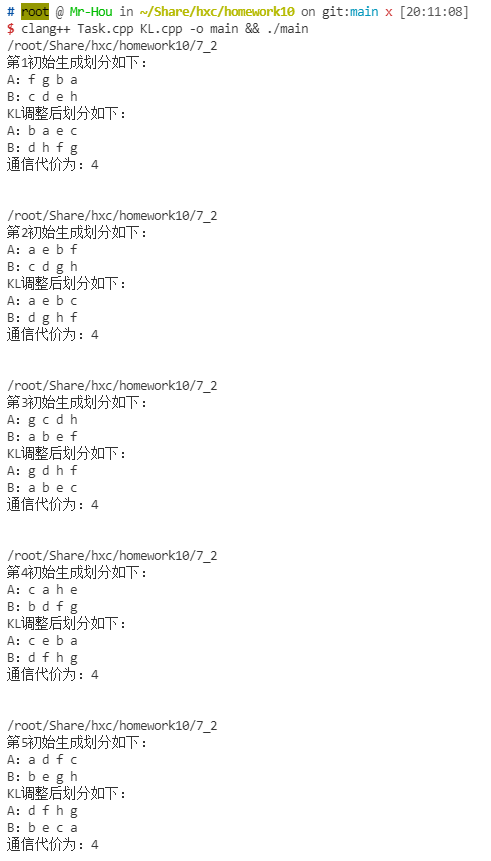 # root @ Mr-Hou in ~/Share/hxc/homework10 on git:main x [20:11:08]
$ clang++ Task.cpp KL.cpp -o main && ./main
/root/Share/hxc/homework10/7_2
第1初始生成划分如下:
A: f g b a
B: c d e h
KL调整后划分如下:
A: b a e c
B: d h f g
通信代价为: 4
/root/Share/hxc/homework10/7_2
第2初始生成划分如下:
A: a e b f
B: c d g h
KL调整后划分如下:
A: a e b c
B: d g h f
通信代价为: 4
/root/Share/hxc/homework10/7_2
第3初始生成划分如下:
A: g c d h
B: a b e f
KL调整后划分如下:
A: g d h f
B: a b e c
通信代价为: 4
/root/Share/hxc/homework10/7_2
第4初始生成划分如下:
A: c a h e
B: b d f g
KL调整后划分如下:
A: c e b a
B: d f h g
通信代价为: 4
/root/Share/hxc/homework10/7_2
第5初始生成划分如下:
A: a d f c
B: b e g h
KL调整后划分如下:
A: d f h g
B: b e c a
通信代价为: 4